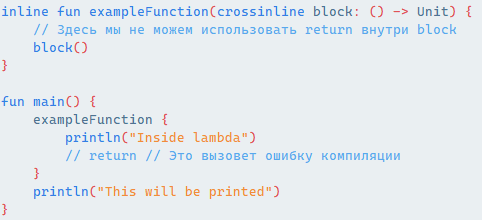 inline fun exampleFunction(crossinline block: () -> Unit) {
    // Здесь мы не можем использовать return внутри block
    block()
}

fun main() {
    exampleFunction {
        println("Inside lambda")
        // return // Это вызовет ошибку компиляции
    }
    println("This will be printed")
}